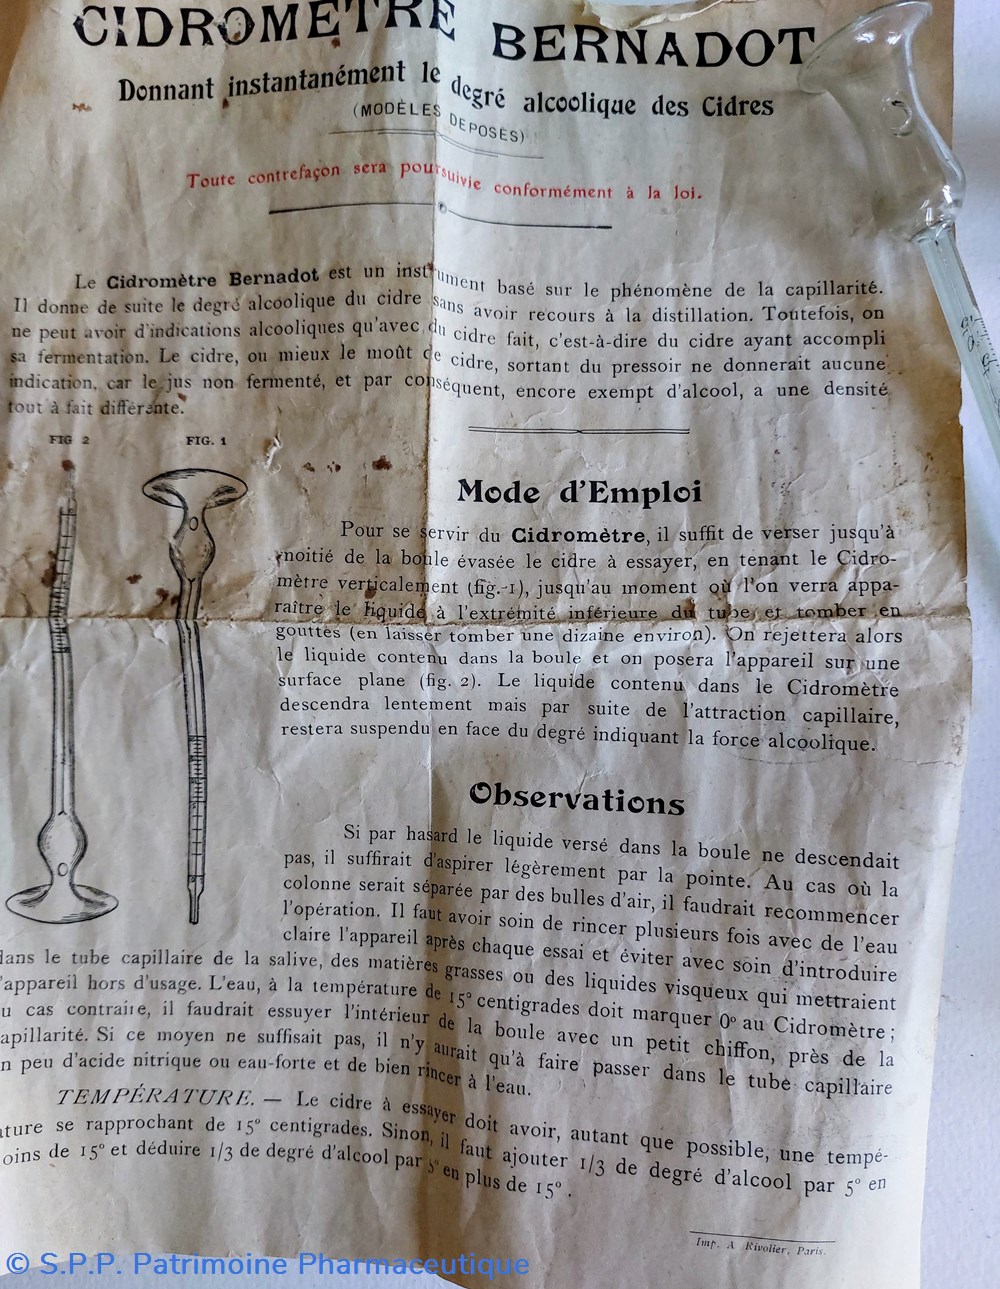 CIDROMÈTRE BERNADOT
Donnant instantanément le degré alcoolique des Cidres
(MODÈLES DÉPOSÉS)
Toute contrefaçon sera poursuivie conformément à la loi.
Le Cidromètre Bernadot est un instrument basé sur le phénomène de la capillarité.
Il donne de suite le degré alcoolique du cidre sans avoir recours à la distillation. Toutefois, on
ne peut avoir d'indications alcooliques qu'avec du cidre fait, c'est-à-dire du cidre ayant accompli
sa fermentation. Le cidre, ou mieux le moût de cidre, sortant du pressoir ne donnerait aucune
indication, car le jus non fermenté, et par conséquent, encore exempt d'alcool, a une densité
tout à fait différente.
FIG 2 FIG. 1
Mode d'Emploi
Pour se servir du Cidromètre, il suffit de verser jusqu'à
moitié de la boule évasée le cidre à essayer, en tenant le Cidro-
mètre verticalement (fig. 1), jusqu'au moment où l'on verra appa-
raître le liquide à l'extrémité inférieure du tube et tomber en
gouttes (en laisser tomber une dizaine environ). On rejettera alors
le liquide contenu dans la boule et on posera l'appareil sur une
surface plane (fig. 2). Le liquide contenu dans le Cidromètre
descendra lentement mais par suite de l'attraction capillaire,
restera suspendu en face du degré indiquant la force alcoolique.
Observations
Si par hasard le liquide versé dans la boule ne descendait
pas, il suffirait d'aspirer légèrement par la pointe. Au cas où la
colonne serait séparée par des bulles d'air, il faudrait recommencer
l'opération. Il faut avoir soin de rincer plusieurs fois avec de l'eau
claire l'appareil après chaque essai et éviter avec soin d'introduire
dans le tube capillaire de la salive, des matières grasses ou des liquides visqueux qui mettraient
l'appareil hors d'usage. L'eau, à la température de 15° centigrades doit marquer 0° au Cidromètre ;
u cas contraire, il faudrait essuyer l'intérieur de la boule avec un petit chiffon, près de la
apillarité. Si ce moyen ne suffisait pas, il n'y aurait qu'à faire passer dans le tube capillaire
n peu d'acide nitrique ou eau-forte et de bien rincer à l'eau.
TEMPÉRATURE. — Le cidre à essayer doit avoir, autant que possible, une tempé-
ature se rapprochant de 15° centigrades. Sinon, il faut ajouter 1/3 de degré d'alcool par 5° en
oins de 15° et déduire 1/3 de degré d'alcool par 5° en plus de 15°.
Imp. A Rivolier, Paris.
© S.P.P. Patrimoine Pharmaceutique